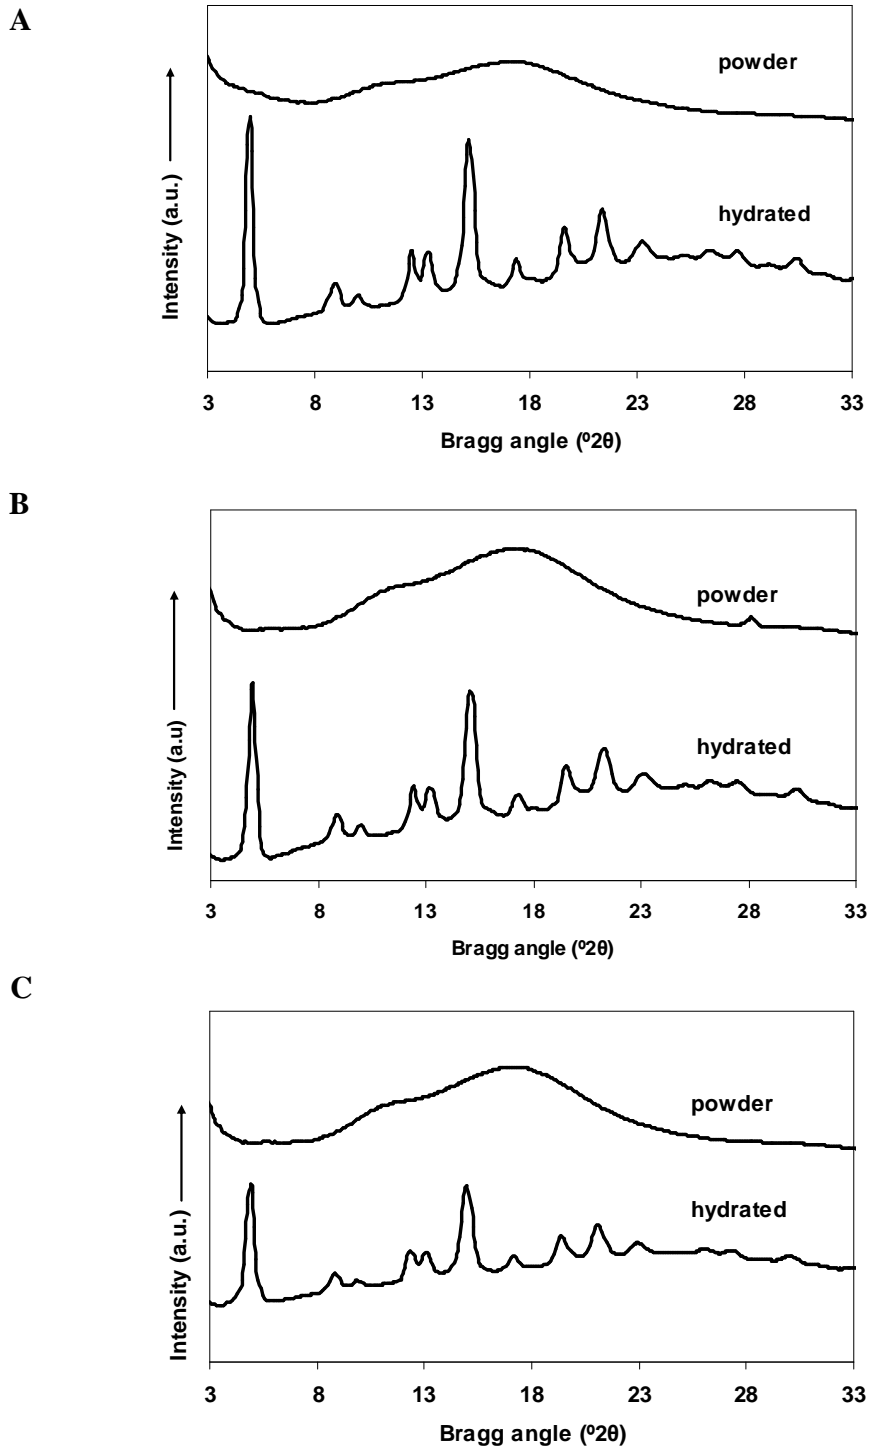 A
powder
hydrated
Intensity (a.u.)
3 8 13 18 23 28 33
Bragg angle (º2θ)
B
powder
hydrated
Intensity (a.u)
3 8 13 18 23 28 33
Bragg angle (º2θ)
C
powder
hydrated
Intensity (a.u.)
3 8 13 18 23 28 33
Bragg angle (º2θ)